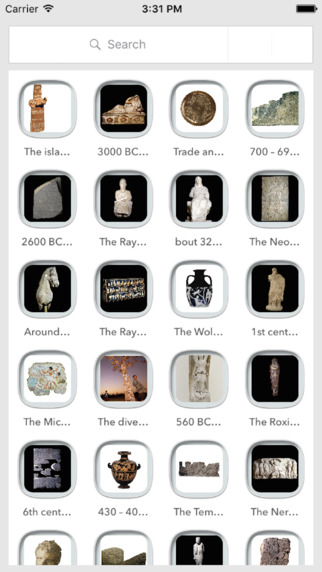 Carrier 3:31 PM
Search
The isla... 3000 BC... Trade an... 700 – 69...
2600 BC... The Ray... bout 32... The Neo...
Around... The Ray... The Wol... 1st cent...
The Mic... The dive... 560 BC... The Roxi...
6th cent... 430 – 40... The Tem... The Ner...